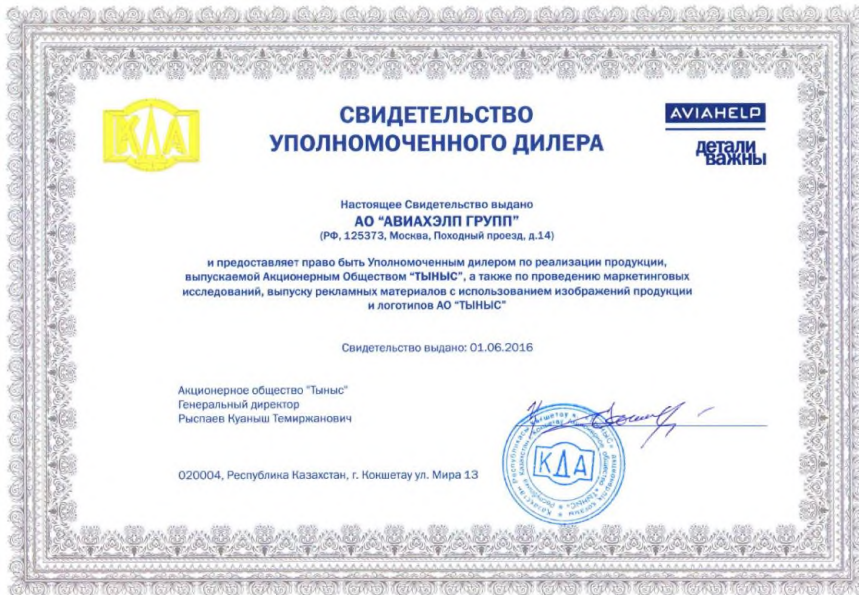 КДА
СВИДЕТЕЛЬСТВО
УПОЛНОМОЧЕННОГО ДИЛЕРА
AVIAHELP
детали
важны
Настоящее Свидетельство выдано
АО “АВИАХЭЛП ГРУПП”
(РФ, 125373, Москва, Походный проезд, д.14)
и предоставляет право быть Уполномоченным дилером по реализации продукции,
выпускаемой Акционерным Обществом “ТЫНЫС”, а также по проведению маркетинговых
исследований, выпуску рекламных материалов с использованием изображений продукции
и логотипов АО “ТЫНЫС”
Свидетельство выдано: 01.06.2016
Акционерное общество “Тыныс”
Генеральный директор
Рыспаев Куаныш Темиржанович
КДА
020004, Республика Казахстан, г. Кокшетау ул. Мира 13